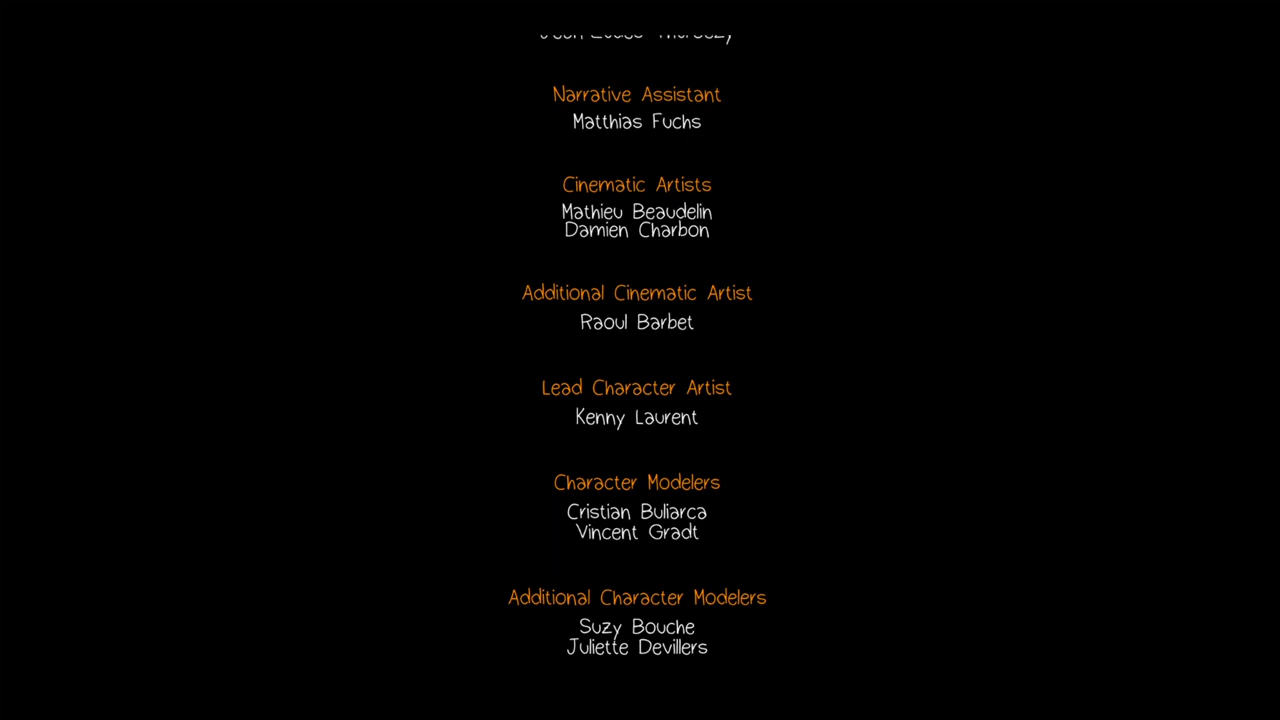 Narrative Assistant
Matthias Fuchs
Cinematic Artists
Mathieu Beaudelin
Damien Charbon
Additional Cinematic Artist
Raoul Barbet
Lead Character Artist
Kenny Laurent
Character Modelers
Cristian Buliarca
Vincent Gradt
Additional Character Modelers
Suzy Bouche
Juliette Devillers